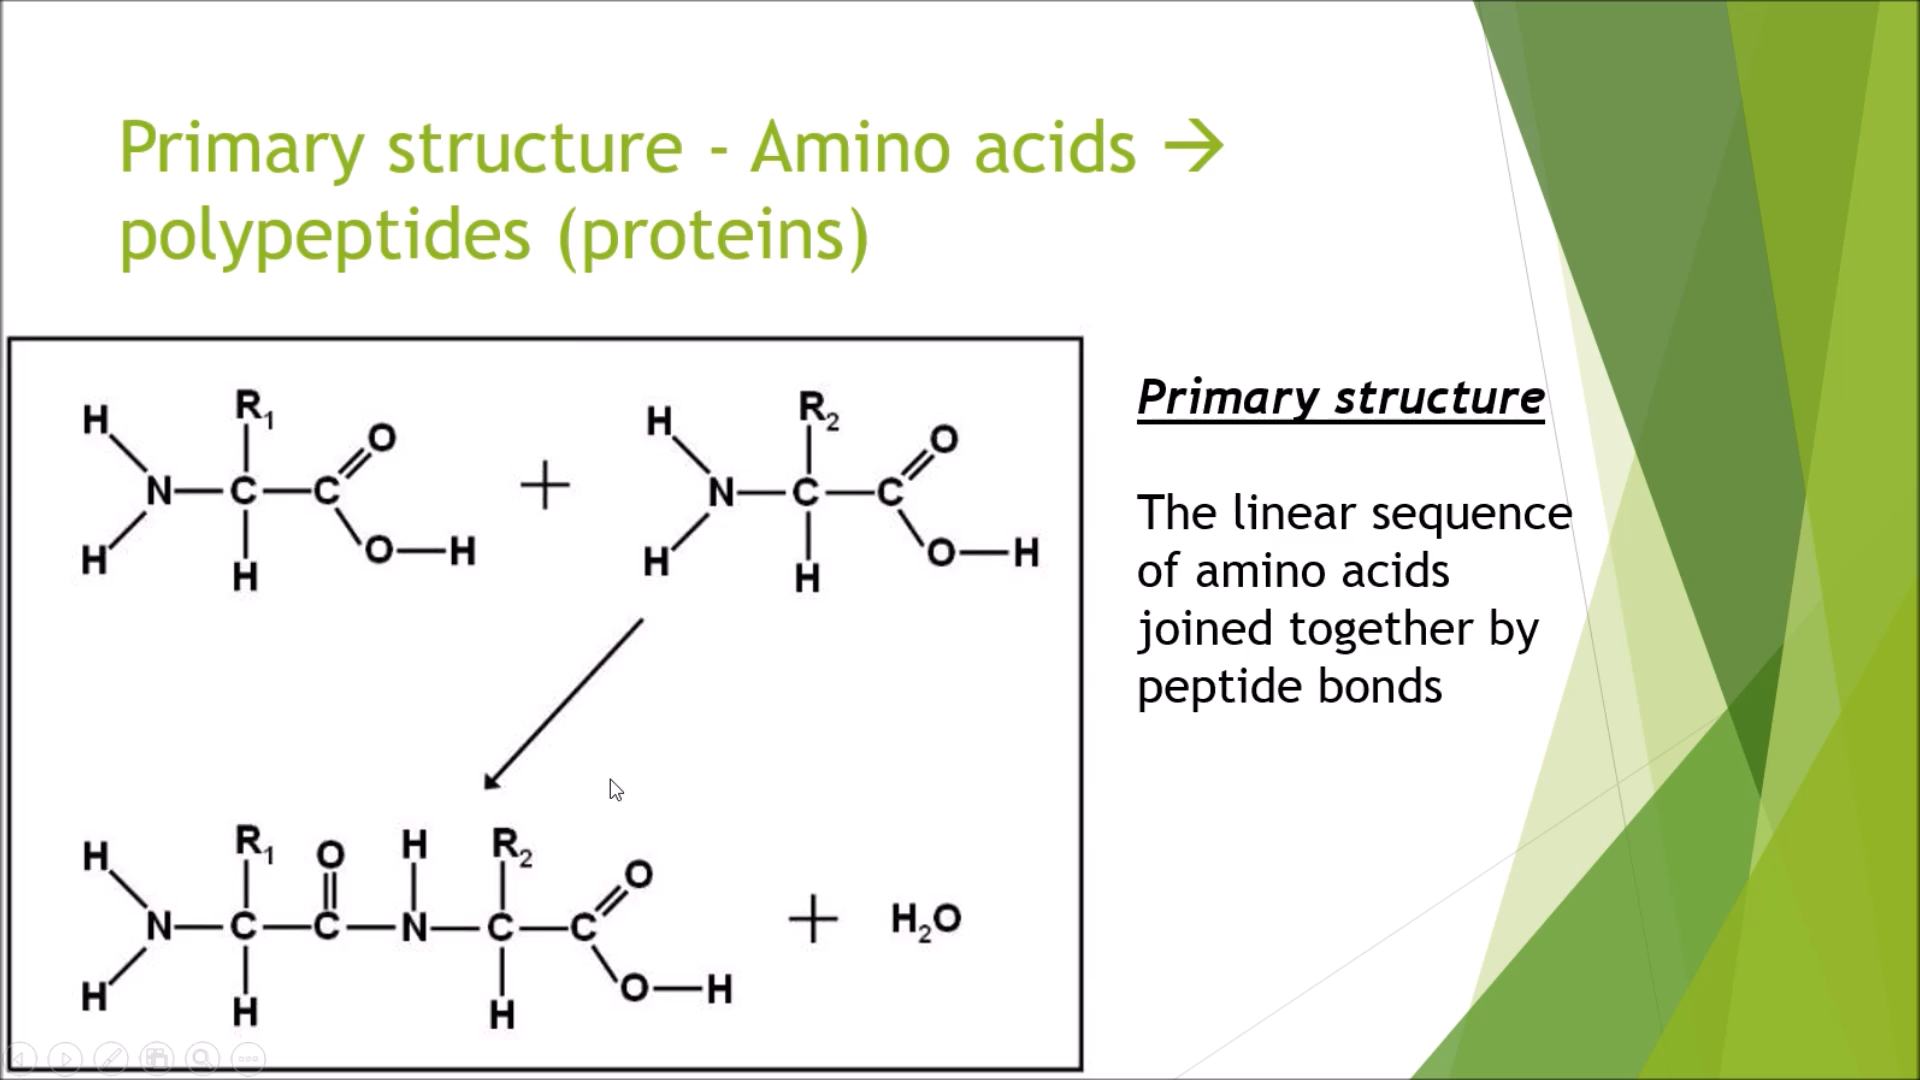 Primary structure - Amino acids →
polypeptides (proteins)
H R₁ O
N C C
H H O H
+
H R₂ O
N C C
H H O H
Primary structure
The linear sequence
of amino acids
joined together by
peptide bonds
H R₁ O H R₂ O
N C C N C C
H H H O H
+ H₂O